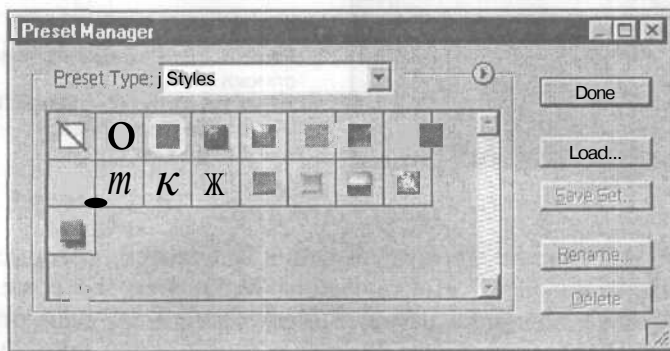 Preset Manager
Preset Type: j Styles
Done
О
Load...
т К Ж
Save Set...
Rename...
Delete